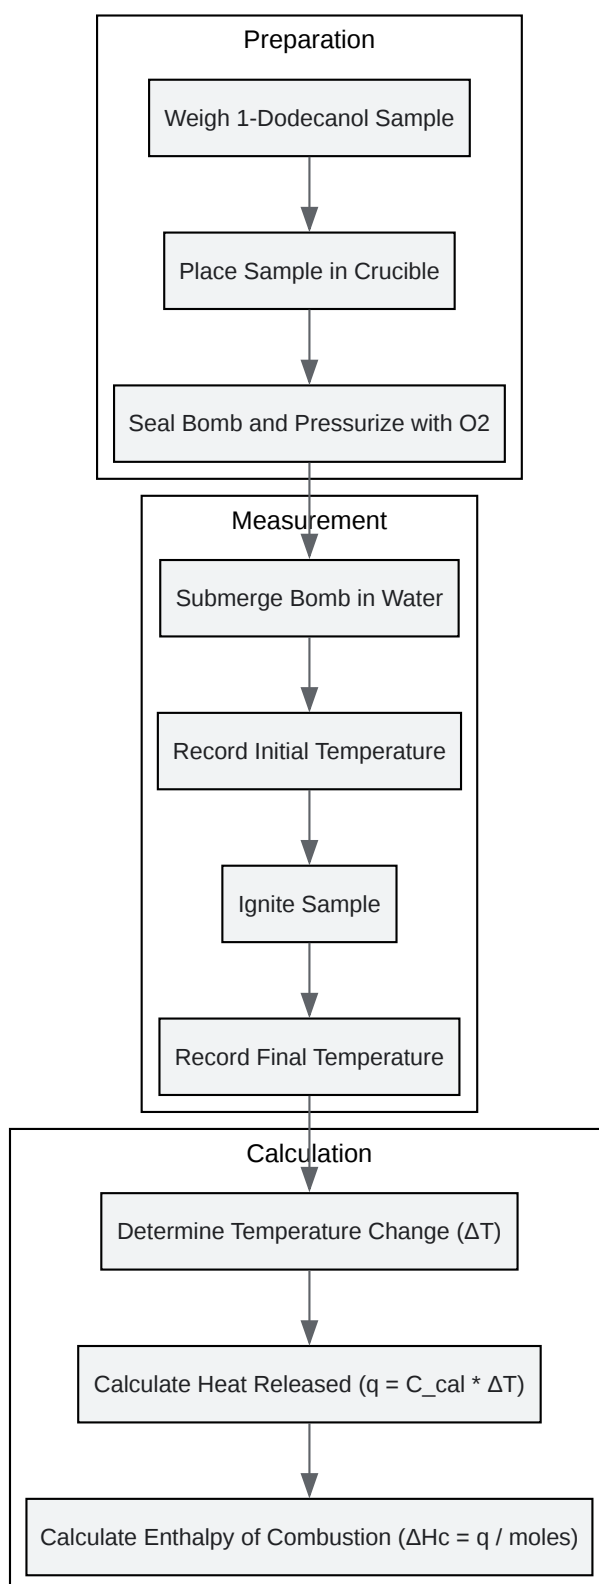 Preparation
Weigh 1-Dodecanol Sample
Place Sample in Crucible
Seal Bomb and Pressurize with O2
Measurement
Submerge Bomb in Water
Record Initial Temperature
Ignite Sample
Record Final Temperature
Calculation
Determine Temperature Change (ΔT)
Calculate Heat Released (q = C_cal * ΔT)
Calculate Enthalpy of Combustion (ΔHc = q / moles)